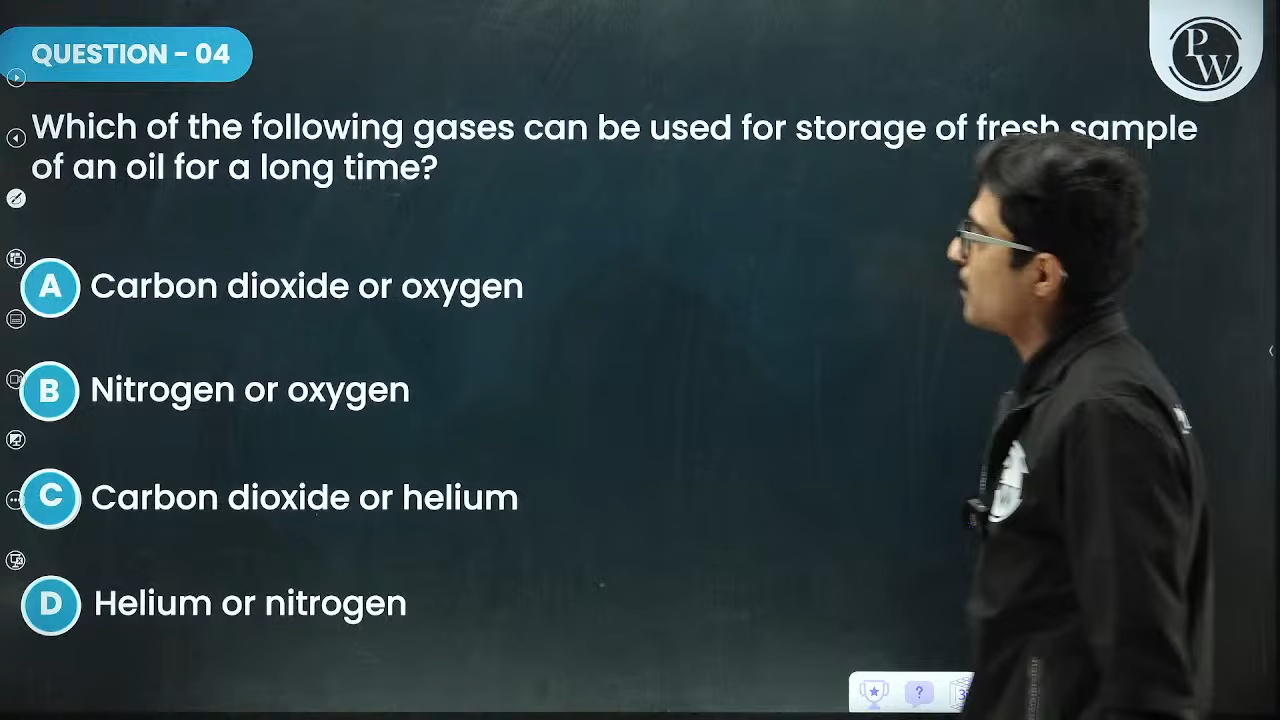 QUESTION - 04
PW
Which of the following gases can be used for storage of fresh sample
of an oil for a long time?
A Carbon dioxide or oxygen
B Nitrogen or oxygen
C Carbon dioxide or helium
D Helium or nitrogen
?